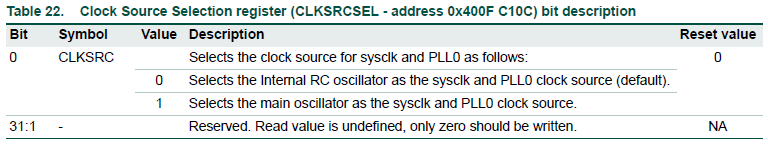 Table 22. Clock Source Selection register (CLKSRCSEL - address 0x400F C10C) bit description
Bit Symbol Value Description Reset value
0 CLKSRC Selects the clock source for sysclk and PLL0 as follows: 0
0 Selects the Internal RC oscillator as the sysclk and PLL0 clock source (default).
1 Selects the main oscillator as the sysclk and PLL0 clock source.
31:1 - Reserved. Read value is undefined, only zero should be written. NA